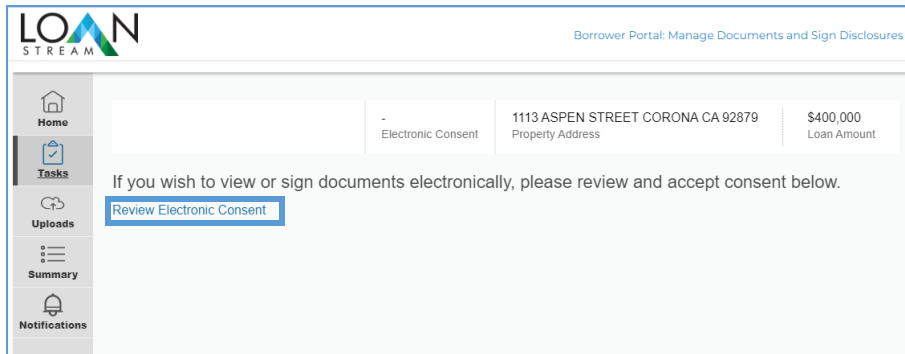 LOAN
STREAM
Borrower Portal: Manage Documents and Sign Disclosures
Home
Tasks
Uploads
Summary
Notifications
-
Electronic Consent
1113 ASPEN STREET CORONA CA 92879
Property Address
$400,000
Loan Amount
If you wish to view or sign documents electronically, please review and accept consent below.
Review Electronic Consent